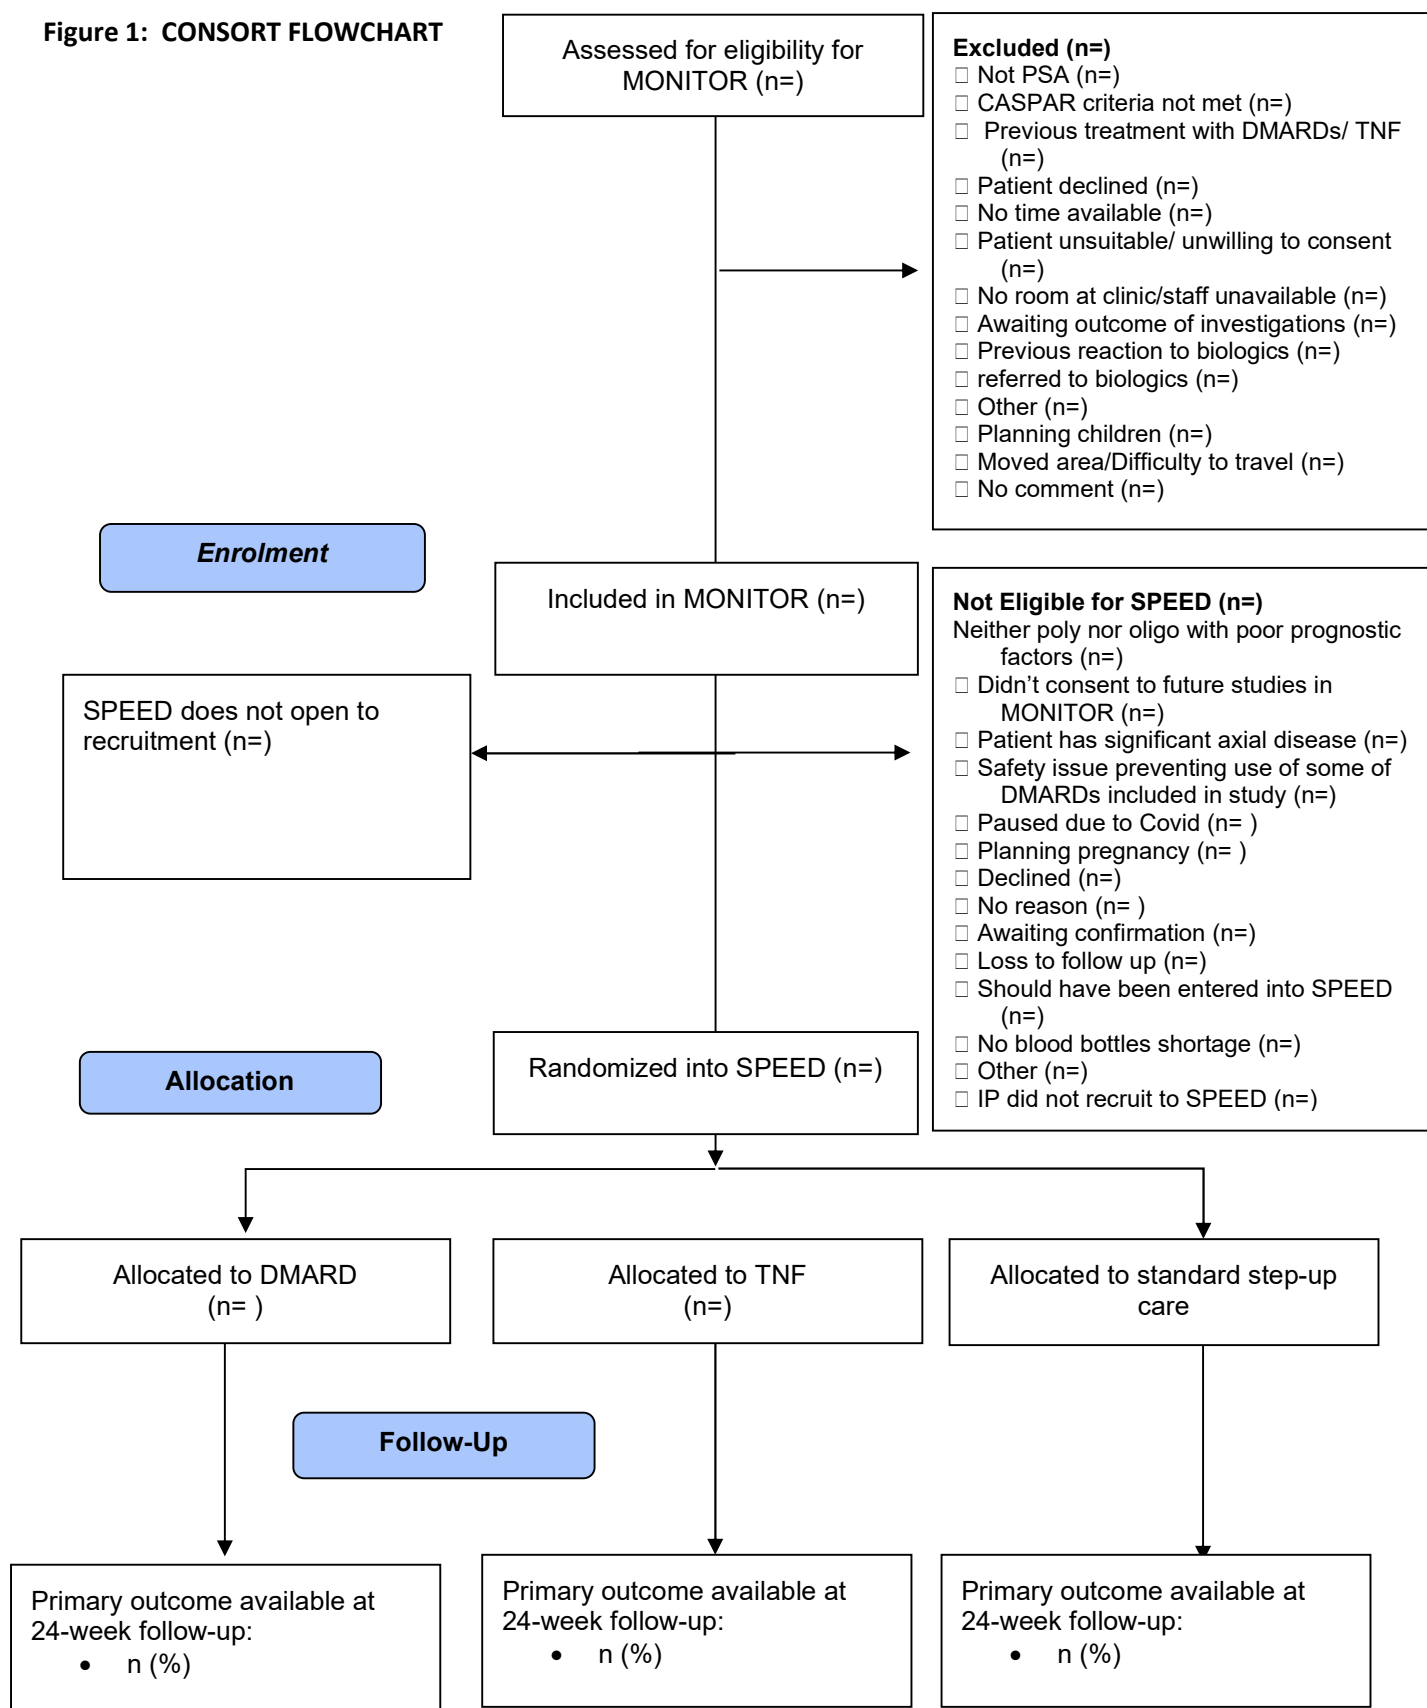 Figure 1:  CONSORT FLOWCHART
Assessed for eligibility for
MONITOR (n=)
Excluded (n=)
□ Not PSA (n=)
□ CASPAR criteria not met (n=)
□  Previous treatment with DMARDs/ TNF
(n=)
□ Patient declined (n=)
□ No time available (n=)
□ Patient unsuitable/ unwilling to consent
(n=)
□ No room at clinic/staff unavailable (n=)
□ Awaiting outcome of investigations (n=)
□ Previous reaction to biologics (n=)
□ referred to biologics (n=)
□ Other (n=)
□ Planning children (n=)
□ Moved area/Difficulty to travel (n=)
□ No comment (n=)
Enrolment
Included in MONITOR (n=)
Not Eligible for SPEED (n=)
Neither poly nor oligo with poor prognostic
factors (n=)
□ Didn’t consent to future studies in
MONITOR (n=)
□ Patient has significant axial disease (n=)
□ Safety issue preventing use of some of
DMARDs included in study (n=)
□ Paused due to Covid (n= )
□ Planning pregnancy (n= )
□ Declined (n=)
□ No reason (n= )
□ Awaiting confirmation (n=)
□ Loss to follow up (n=)
□ Should have been entered into SPEED
(n=)
□ No blood bottles shortage (n=)
□ Other (n=)
□ IP did not recruit to SPEED (n=)
SPEED does not open to
recruitment (n=)
Allocation
Randomized into SPEED (n=)
Allocated to DMARD
(n= )
Allocated to TNF
(n=)
Allocated to standard step-up
care
Follow-Up
Primary outcome available at
24-week follow-up:
• n (%)
Primary outcome available at
24-week follow-up:
• n (%)
Primary outcome available at
24-week follow-up:
• n (%)